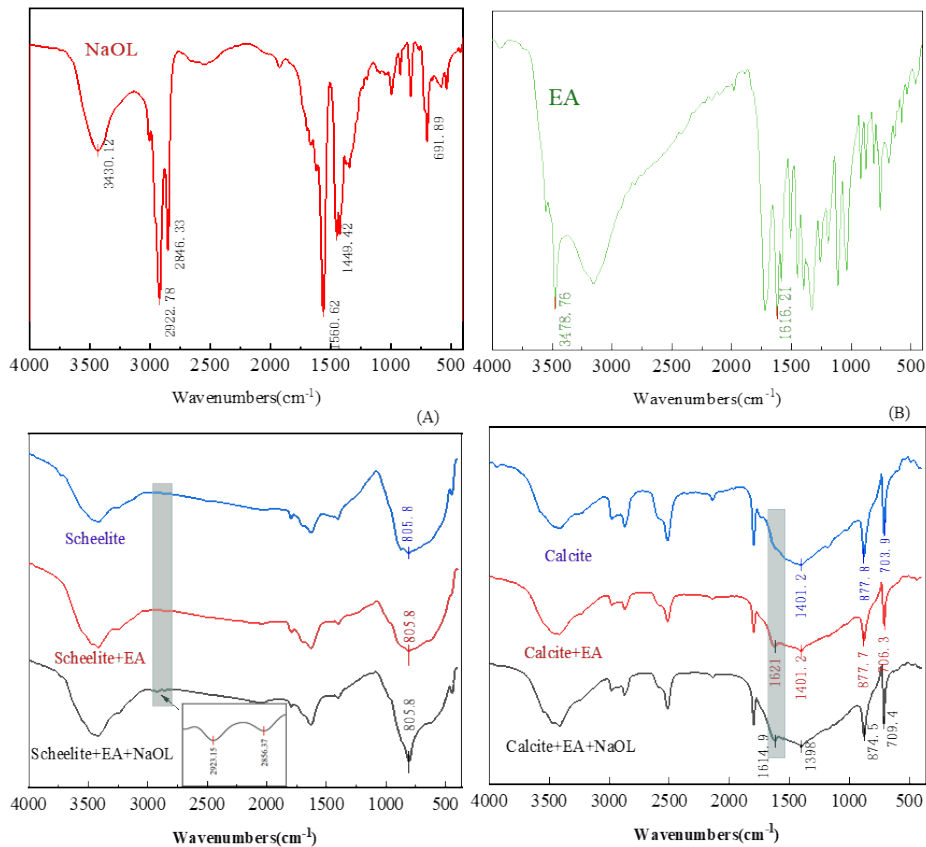 NaOL
3430.12
2922.78
2846.33
1560.62
1449.42
691.89
4000 3500 3000 2500 2000 1500 1000 500
Wavenumbers(cm-1)
EA
3478.76
1616.21
4000 3000 2000 1500 1000 500
Wavenumbers(cm-1)
(A)
Scheelite
805.8
Scheelite+EA
805.8
Scheelite+EA+NaOL
805.8
2923.15
2856.37
4000 3500 3000 2500 2000 1500 1000 500
Wavenumbers(cm-1)
(B)
Calcite
1401.2
877.8
703.9
Calcite+EA
1621
1401.2
877.7
706.3
Calcite+EA+NaOL
1614.9
1398
874.5
709.4
4000 3500 3000 2500 2000 1500 1000 500
Wavenumbers(cm-1)